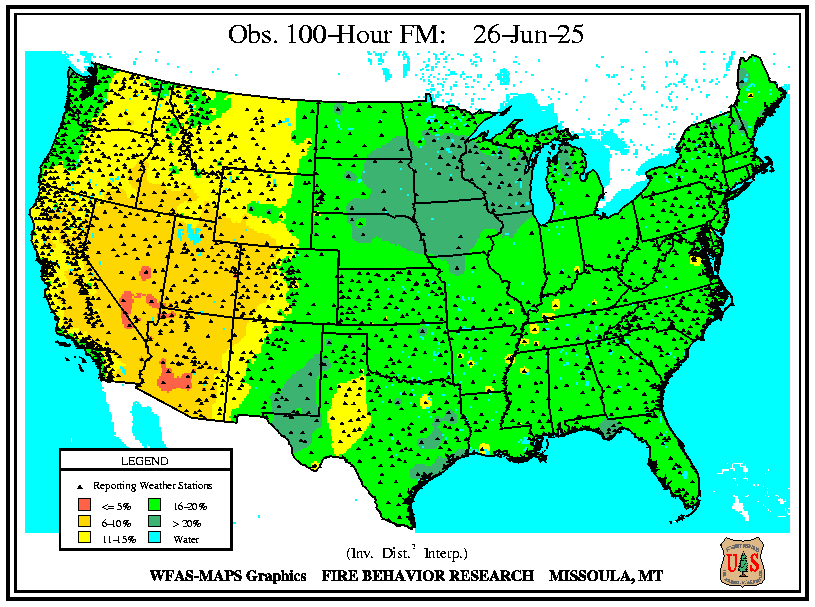 Obs. 100-Hour FM: 26-Jun-25
LEGEND
Reporting Weather Stations
<= 5% 16-20%
6-10% > 20%
11-15% Water
(Inv. Dist.² Interp.)
WFAS-MAPS Graphics FIRE BEHAVIOR RESEARCH MISSOULA, MT
U S